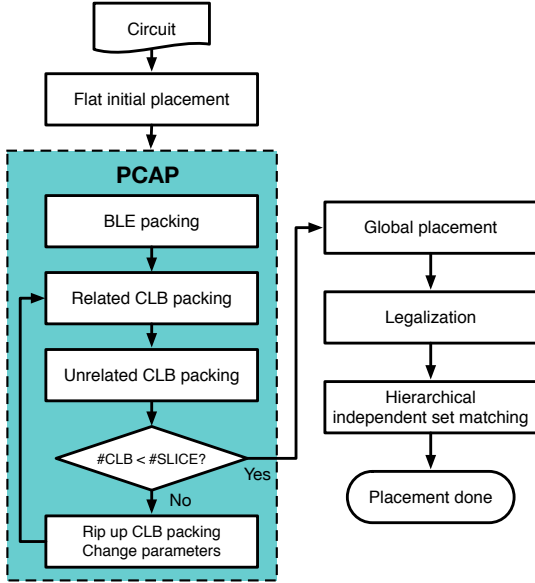 Circuit
Flat initial placement
PCAP
BLE packing
Related CLB packing
Unrelated CLB packing
#CLB < #SLICE?
Yes
No
Rip up CLB packing
Change parameters
Global placement
Legalization
Hierarchical
independent set matching
Placement done